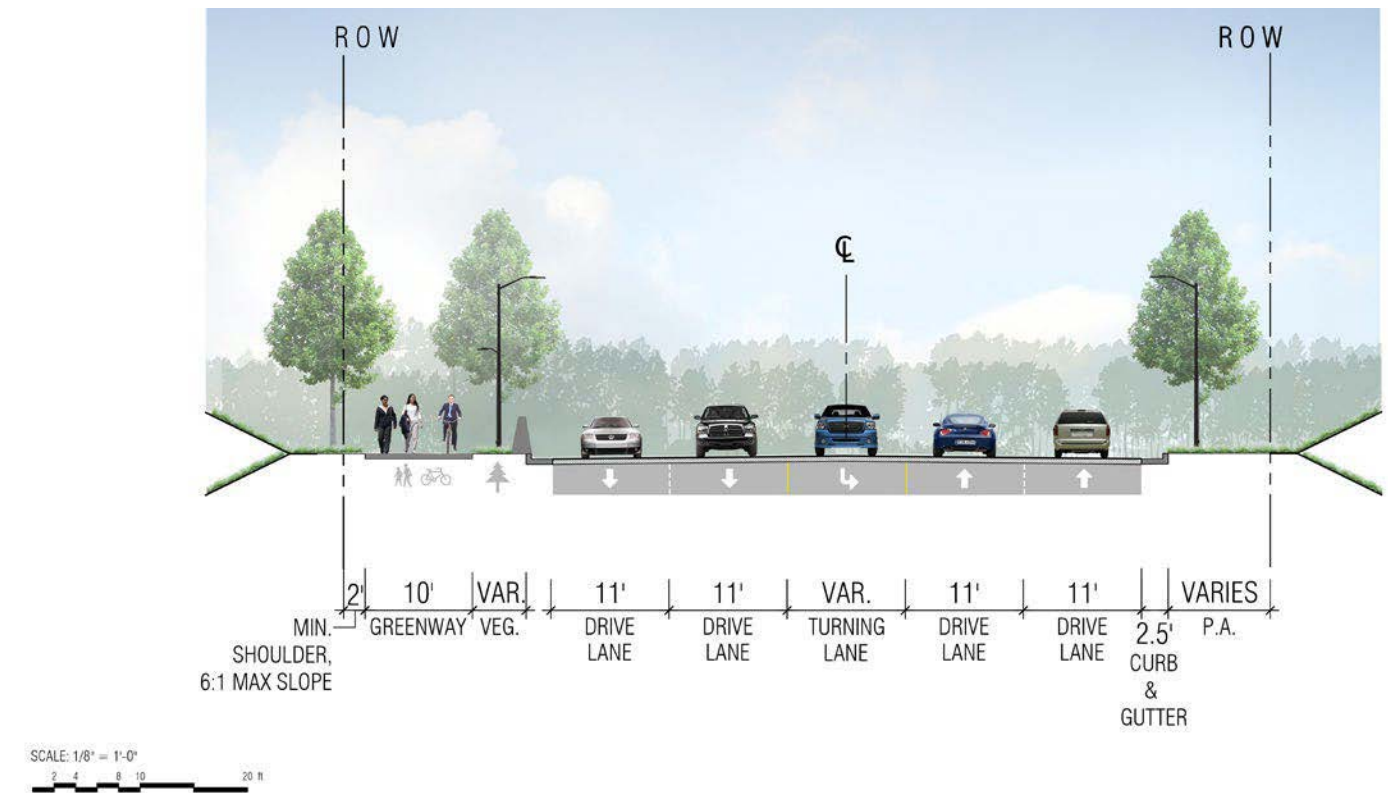 ROW
ROW
℄
2'
10'
VAR.
11'
11'
VAR.
11'
11'
2.5'
VARIES
MIN.
SHOULDER,
6:1 MAX SLOPE
GREENWAY
VEG.
DRIVE
LANE
DRIVE
LANE
TURNING
LANE
DRIVE
LANE
DRIVE
LANE
CURB
&
GUTTER
P.A.
SCALE: 1/8" = 1'-0"
2 4 8 10 20 ft